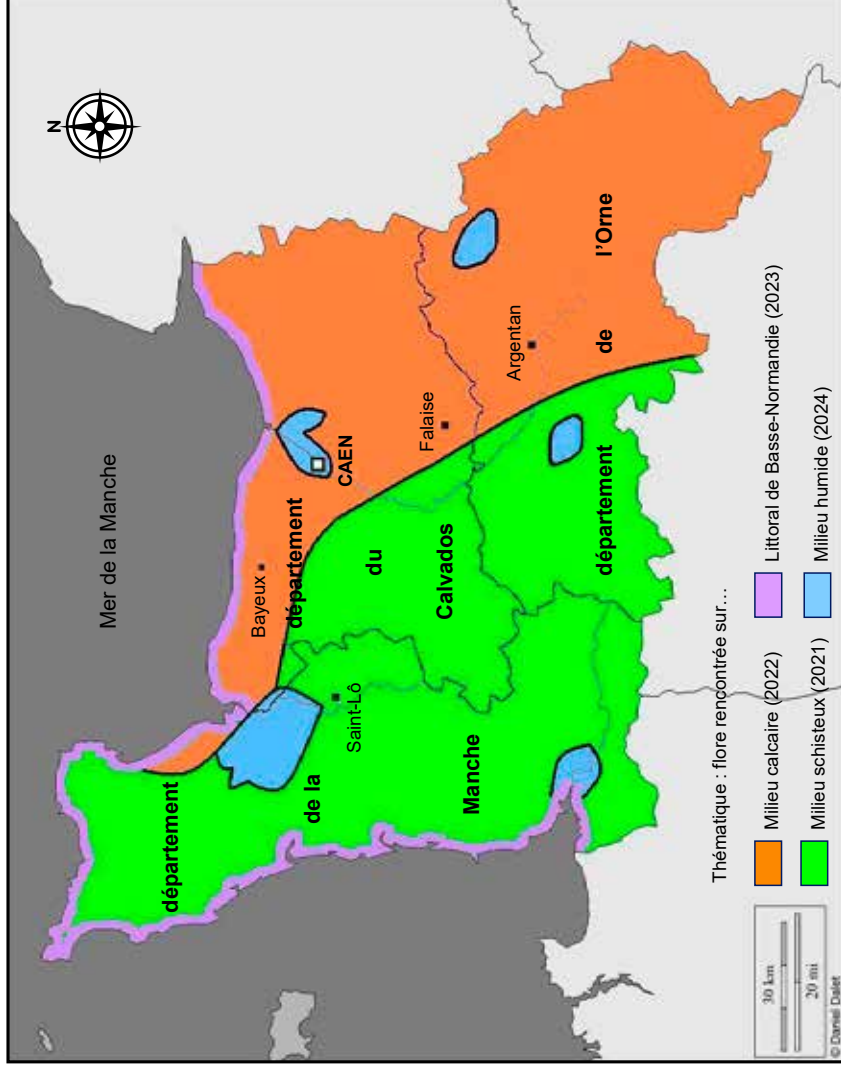 N
Mer de la Manche
Bayeux
CAEN
Saint-Lô
Falaise
Argentan
département
de la
Manche
département
du
Calvados
département
de
l'Orne
Thématique : flore rencontrée sur…
Milieu calcaire (2022)
Littoral de Basse-Normandie (2023)
Milieu schisteux (2021)
Milieu humide (2024)
30 km
20 mi
© Daniel Dalet